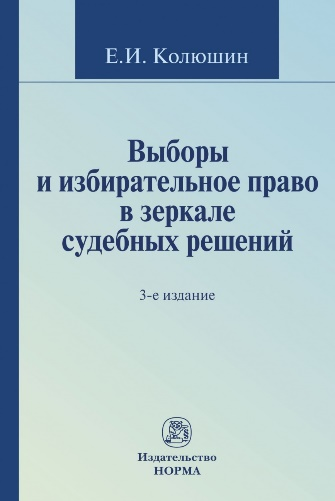 Е.И. Колюшин
Выборы
и избирательное право
в зеркале
судебных решений
3-е издание
Издательство
НОРМА